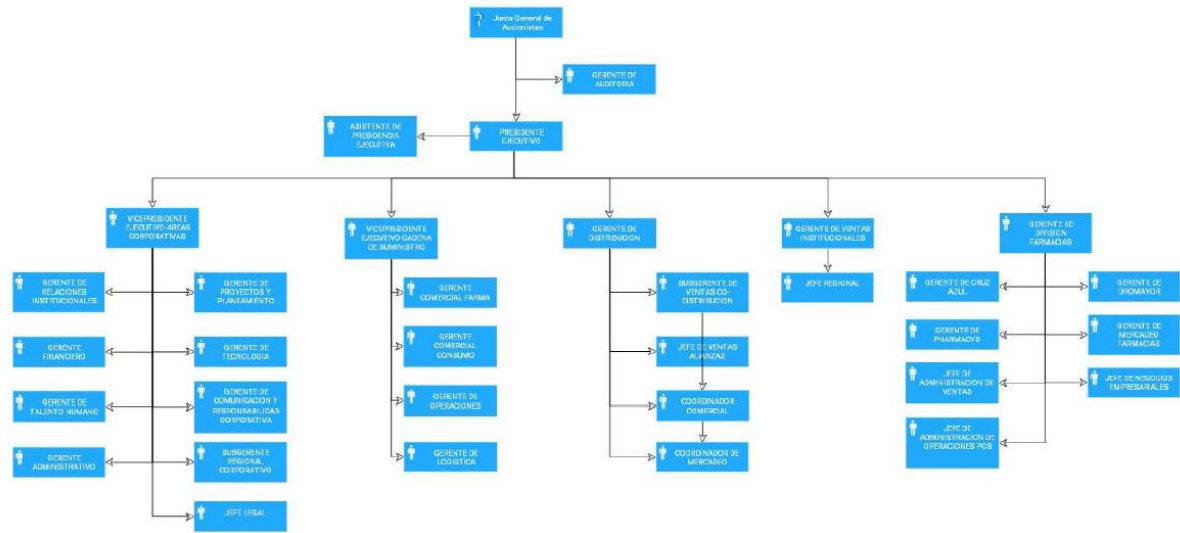 Junta General de
Accionistas
GERENTE DE
AUDITORIA
ASISTENTE DE
PRESIDENCIA
EJECUTIVA
PRESIDENTE
EJECUTIVO
VICEPRESIDENTE
EJECUTIVO-AREAS
CORPORATIVAS
VICEPRESIDENTE
EJECUTIVO CADENA
DE SUMINISTRO
GERENTE DE
DISTRIBUCION
GERENTE DE VENTAS
INSTITUCIONALES
GERENTE DE
DIVISIÓN
FARMACIAS
GERENTE DE
RELACIONES
INSTITUCIONALES
GERENTE DE
PROYECTOS Y
PLANEAMIENTO
GERENTE
COMERCIAL FARMA
SUBGERENTE DE
VENTAS CO-
DISTRIBUCION
JEFE REGIONAL
GERENTE DE CRUZ
AZUL
GERENTE DE
DROMAYOR
GERENTE
FINANCIERO
GERENTE DE
TECNOLOGIA
GERENTE
COMERCIAL
CONSUMO
JEFE DE VENTAS
ALIANZAS
GERENTE DE
PHARMACYS
GERENTE DE
MERCADEO
FARMACIAS
GERENTE DE
TALENTO HUMANO
GERENTE DE
COMUNICACION Y
RESPONSABILIDAD
CORPORATIVA
GERENTE DE
OPERACIONES
COORDINADOR
COMERCIAL
JEFE DE
ADMINISTRACION DE
VENTAS
JEFE DE NEGOCIOS
EMPRESARIALES
GERENTE
ADMINISTRATIVO
SUBGERENTE
REGIONAL
CORPORATIVO
GERENTE DE
LOGISTICA
COORDINADOR DE
MERCADEO
JEFE DE
ADMINISTRACION DE
OPERACIONES POS
JEFE LEGAL